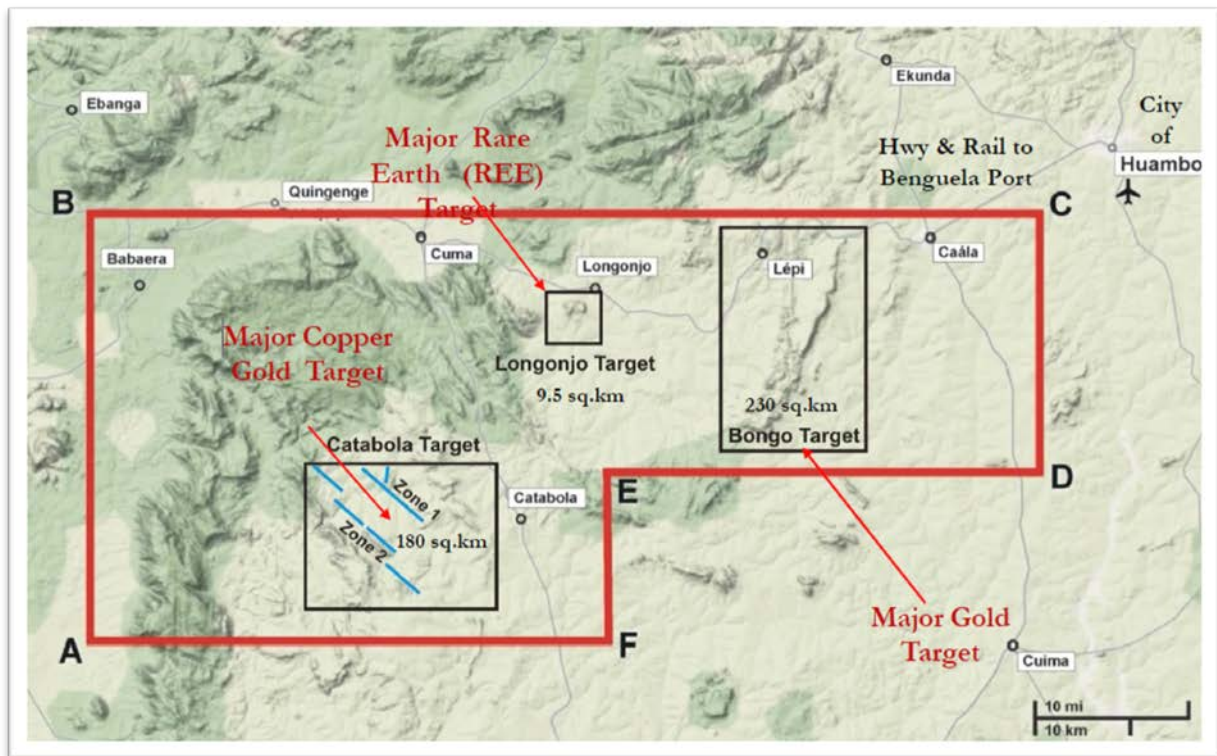 Ebanga
Ekunda
City
of
Huambo
Major Rare
Earth (REE)
Target
Hwy & Rail to
Benguela Port
Quingenge
B
C
Babaera
Cuma
Longonjo
Lépi
Caála
Major Copper
Gold Target
Longonjo Target
9.5 sq.km
230 sq.km
Bongo Target
Catabola Target
Zone 1
Zone 2
180 sq.km
Catabola
E
D
A
F
Major Gold
Target
Cuima
10 mi
10 km